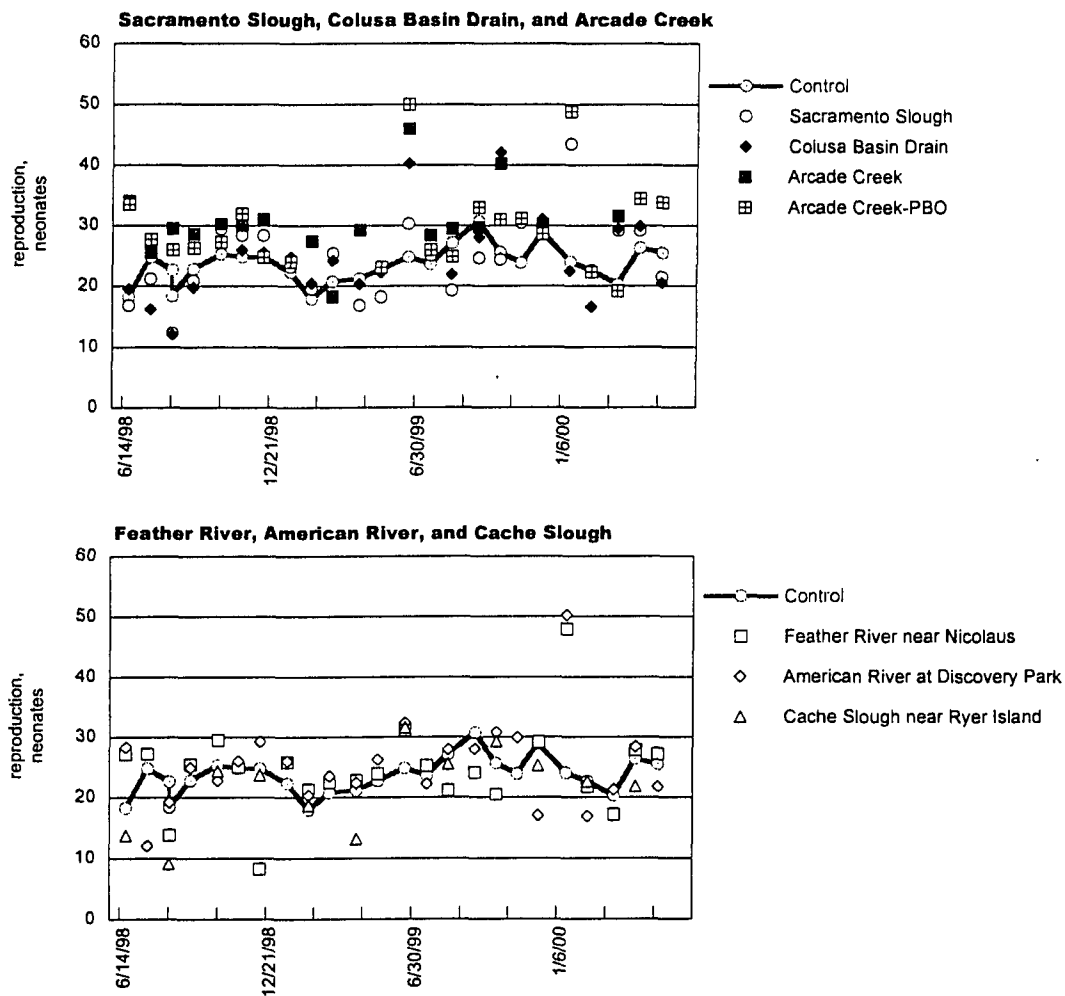 Sacramento Slough, Colusa Basin Drain, and Arcade Creek
60
50
40
30
20
10
0
reproduction,
neonates
6/14/98
12/21/98
6/30/99
1/6/00
Control
Sacramento Slough
Colusa Basin Drain
Arcade Creek
Arcade Creek-PBO
Feather River, American River, and Cache Slough
60
50
40
30
20
10
0
reproduction,
neonates
6/14/98
12/21/98
6/30/99
1/6/00
Control
Feather River near Nicolaus
American River at Discovery Park
Cache Slough near Ryer Island